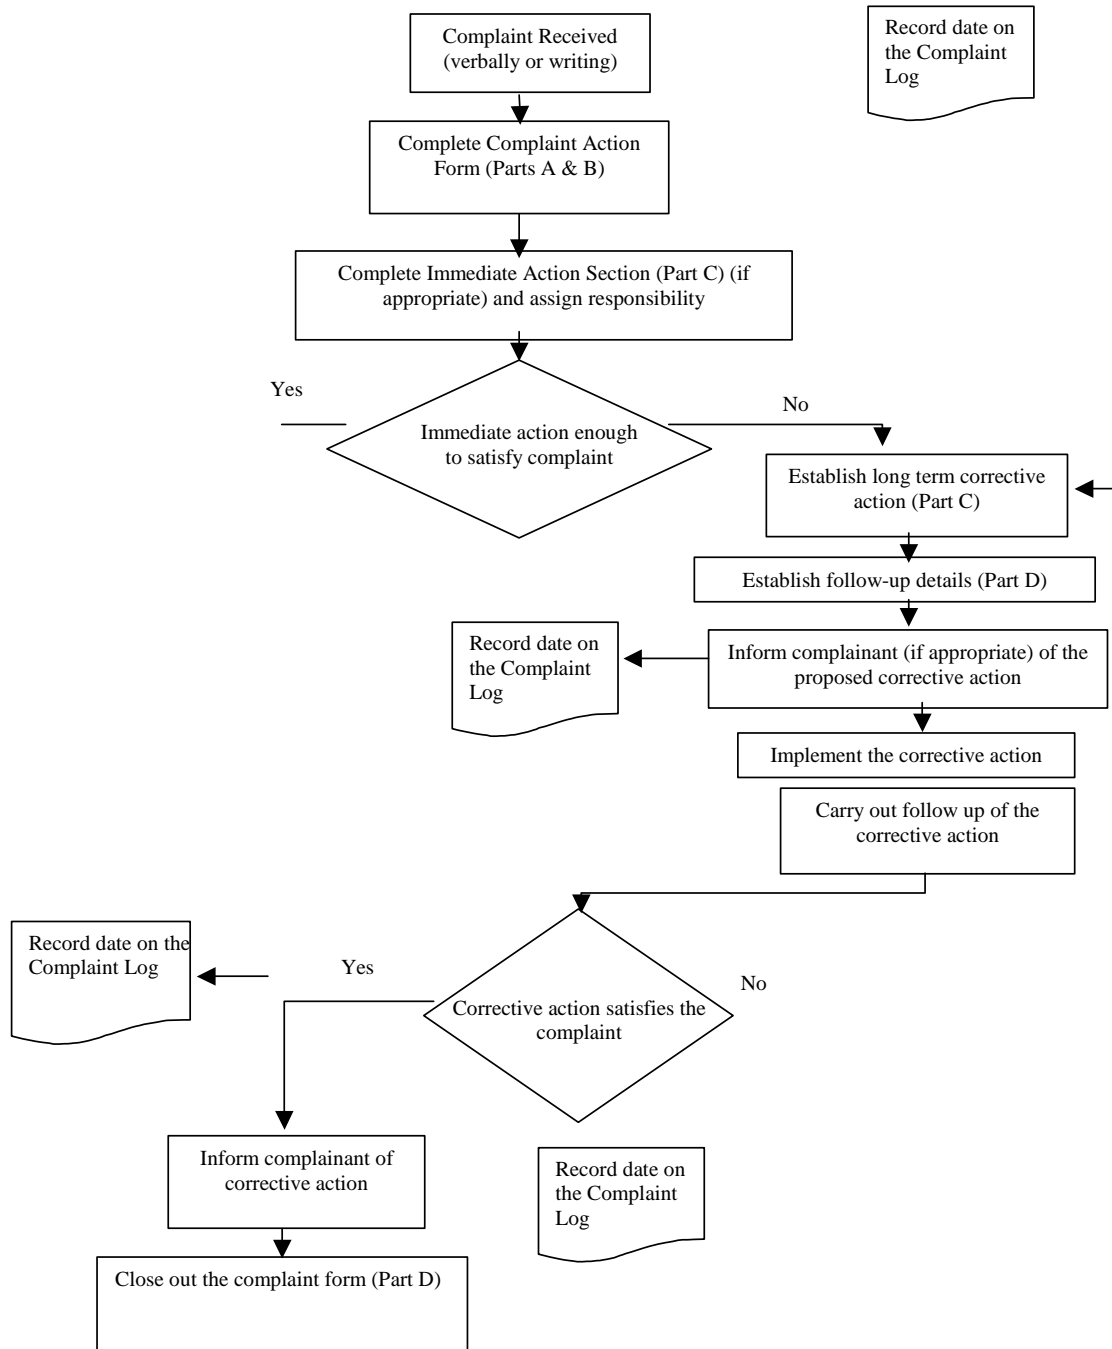 Complaint Received
(verbally or writing)
Record date on
the Complaint
Log
Complete Complaint Action
Form (Parts A & B)
Complete Immediate Action Section (Part C) (if
appropriate) and assign responsibility
Yes
No
Immediate action enough
to satisfy complaint
Establish long term corrective
action (Part C)
Establish follow-up details (Part D)
Record date on
the Complaint
Log
Inform complainant (if appropriate) of the
proposed corrective action
Implement the corrective action
Carry out follow up of the
corrective action
Record date on the
Complaint Log
Yes
No
Corrective action satisfies the
complaint
Inform complainant of
corrective action
Record date on
the Complaint
Log
Close out the complaint form (Part D)